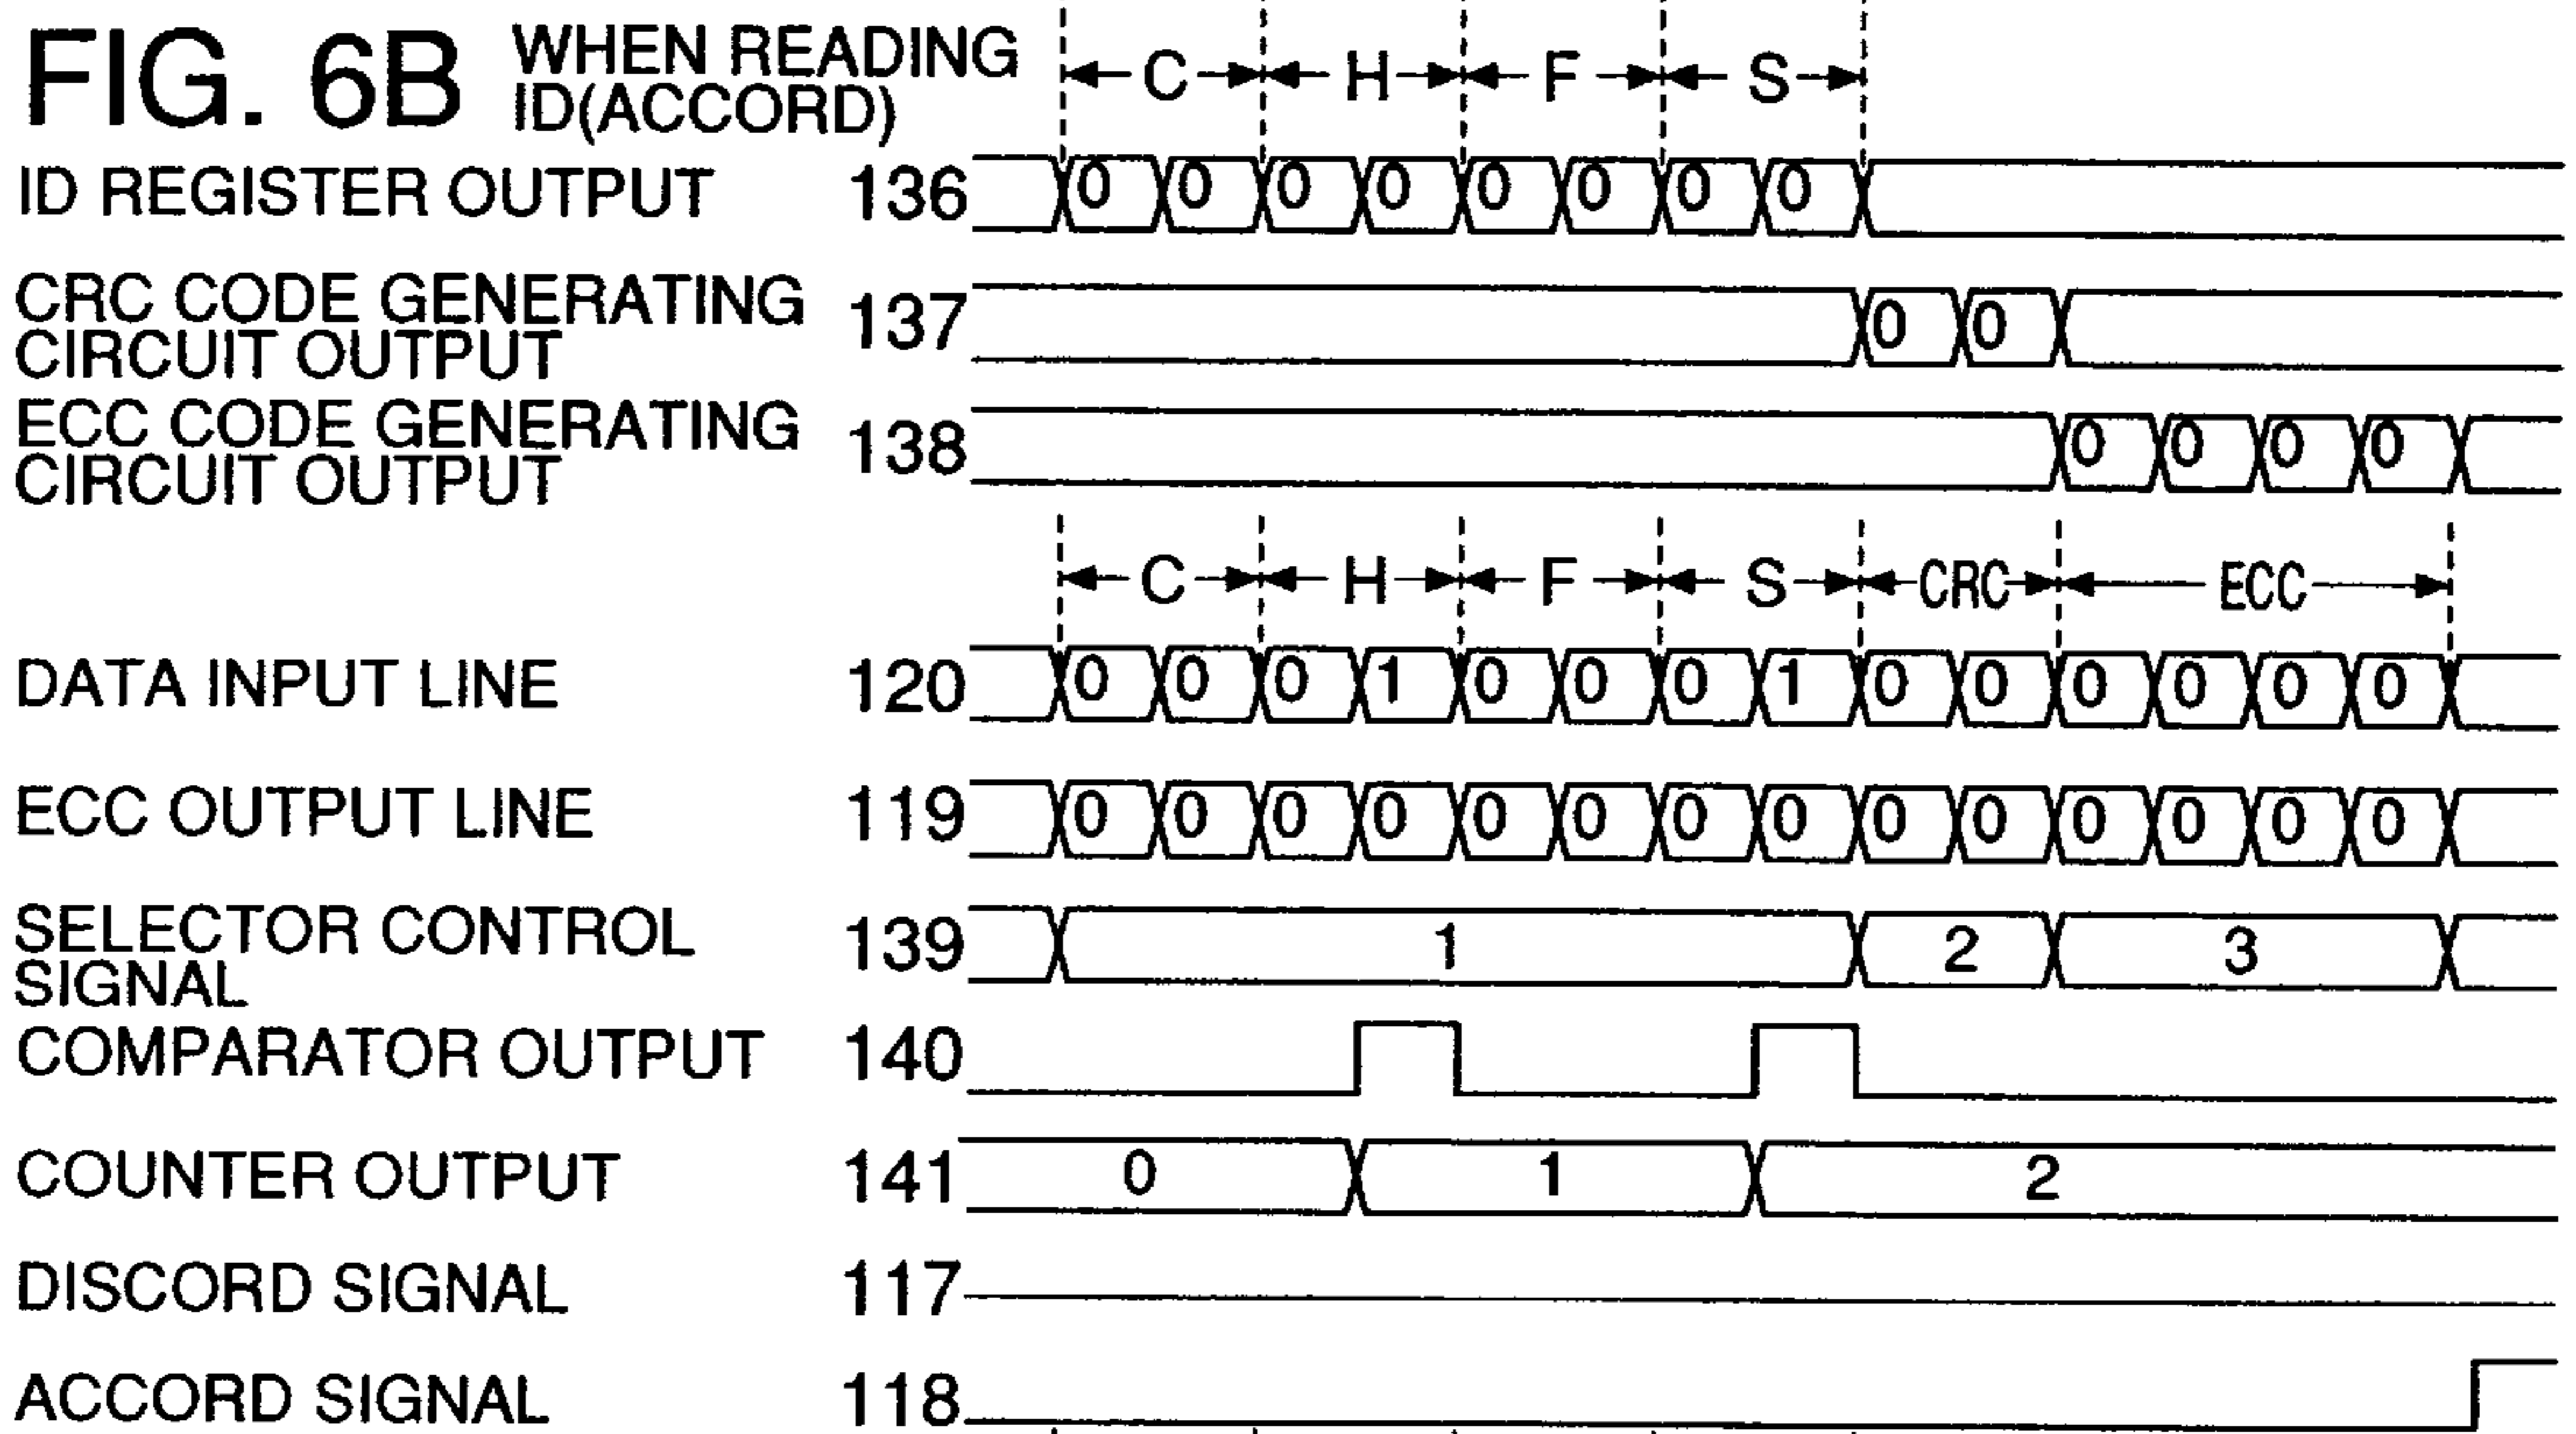 FIG. 6B WHEN READING
ID(ACCORD)
C H F S
ID REGISTER OUTPUT 136 0 0 0 0 0 0 0 0
CRC CODE GENERATING
CIRCUIT OUTPUT 137 0 0
ECC CODE GENERATING
CIRCUIT OUTPUT 138 0 0 0 0
C H F S CRC ECC
DATA INPUT LINE 120 0 0 0 1 0 0 0 1 0 0 0 0 0 0
ECC OUTPUT LINE 119 0 0 0 0 0 0 0 0 0 0 0 0 0 0
SELECTOR CONTROL
SIGNAL 139 1 2 3
COMPARATOR OUTPUT 140
COUNTER OUTPUT 141 0 1 2
DISCORD SIGNAL 117
ACCORD SIGNAL 118